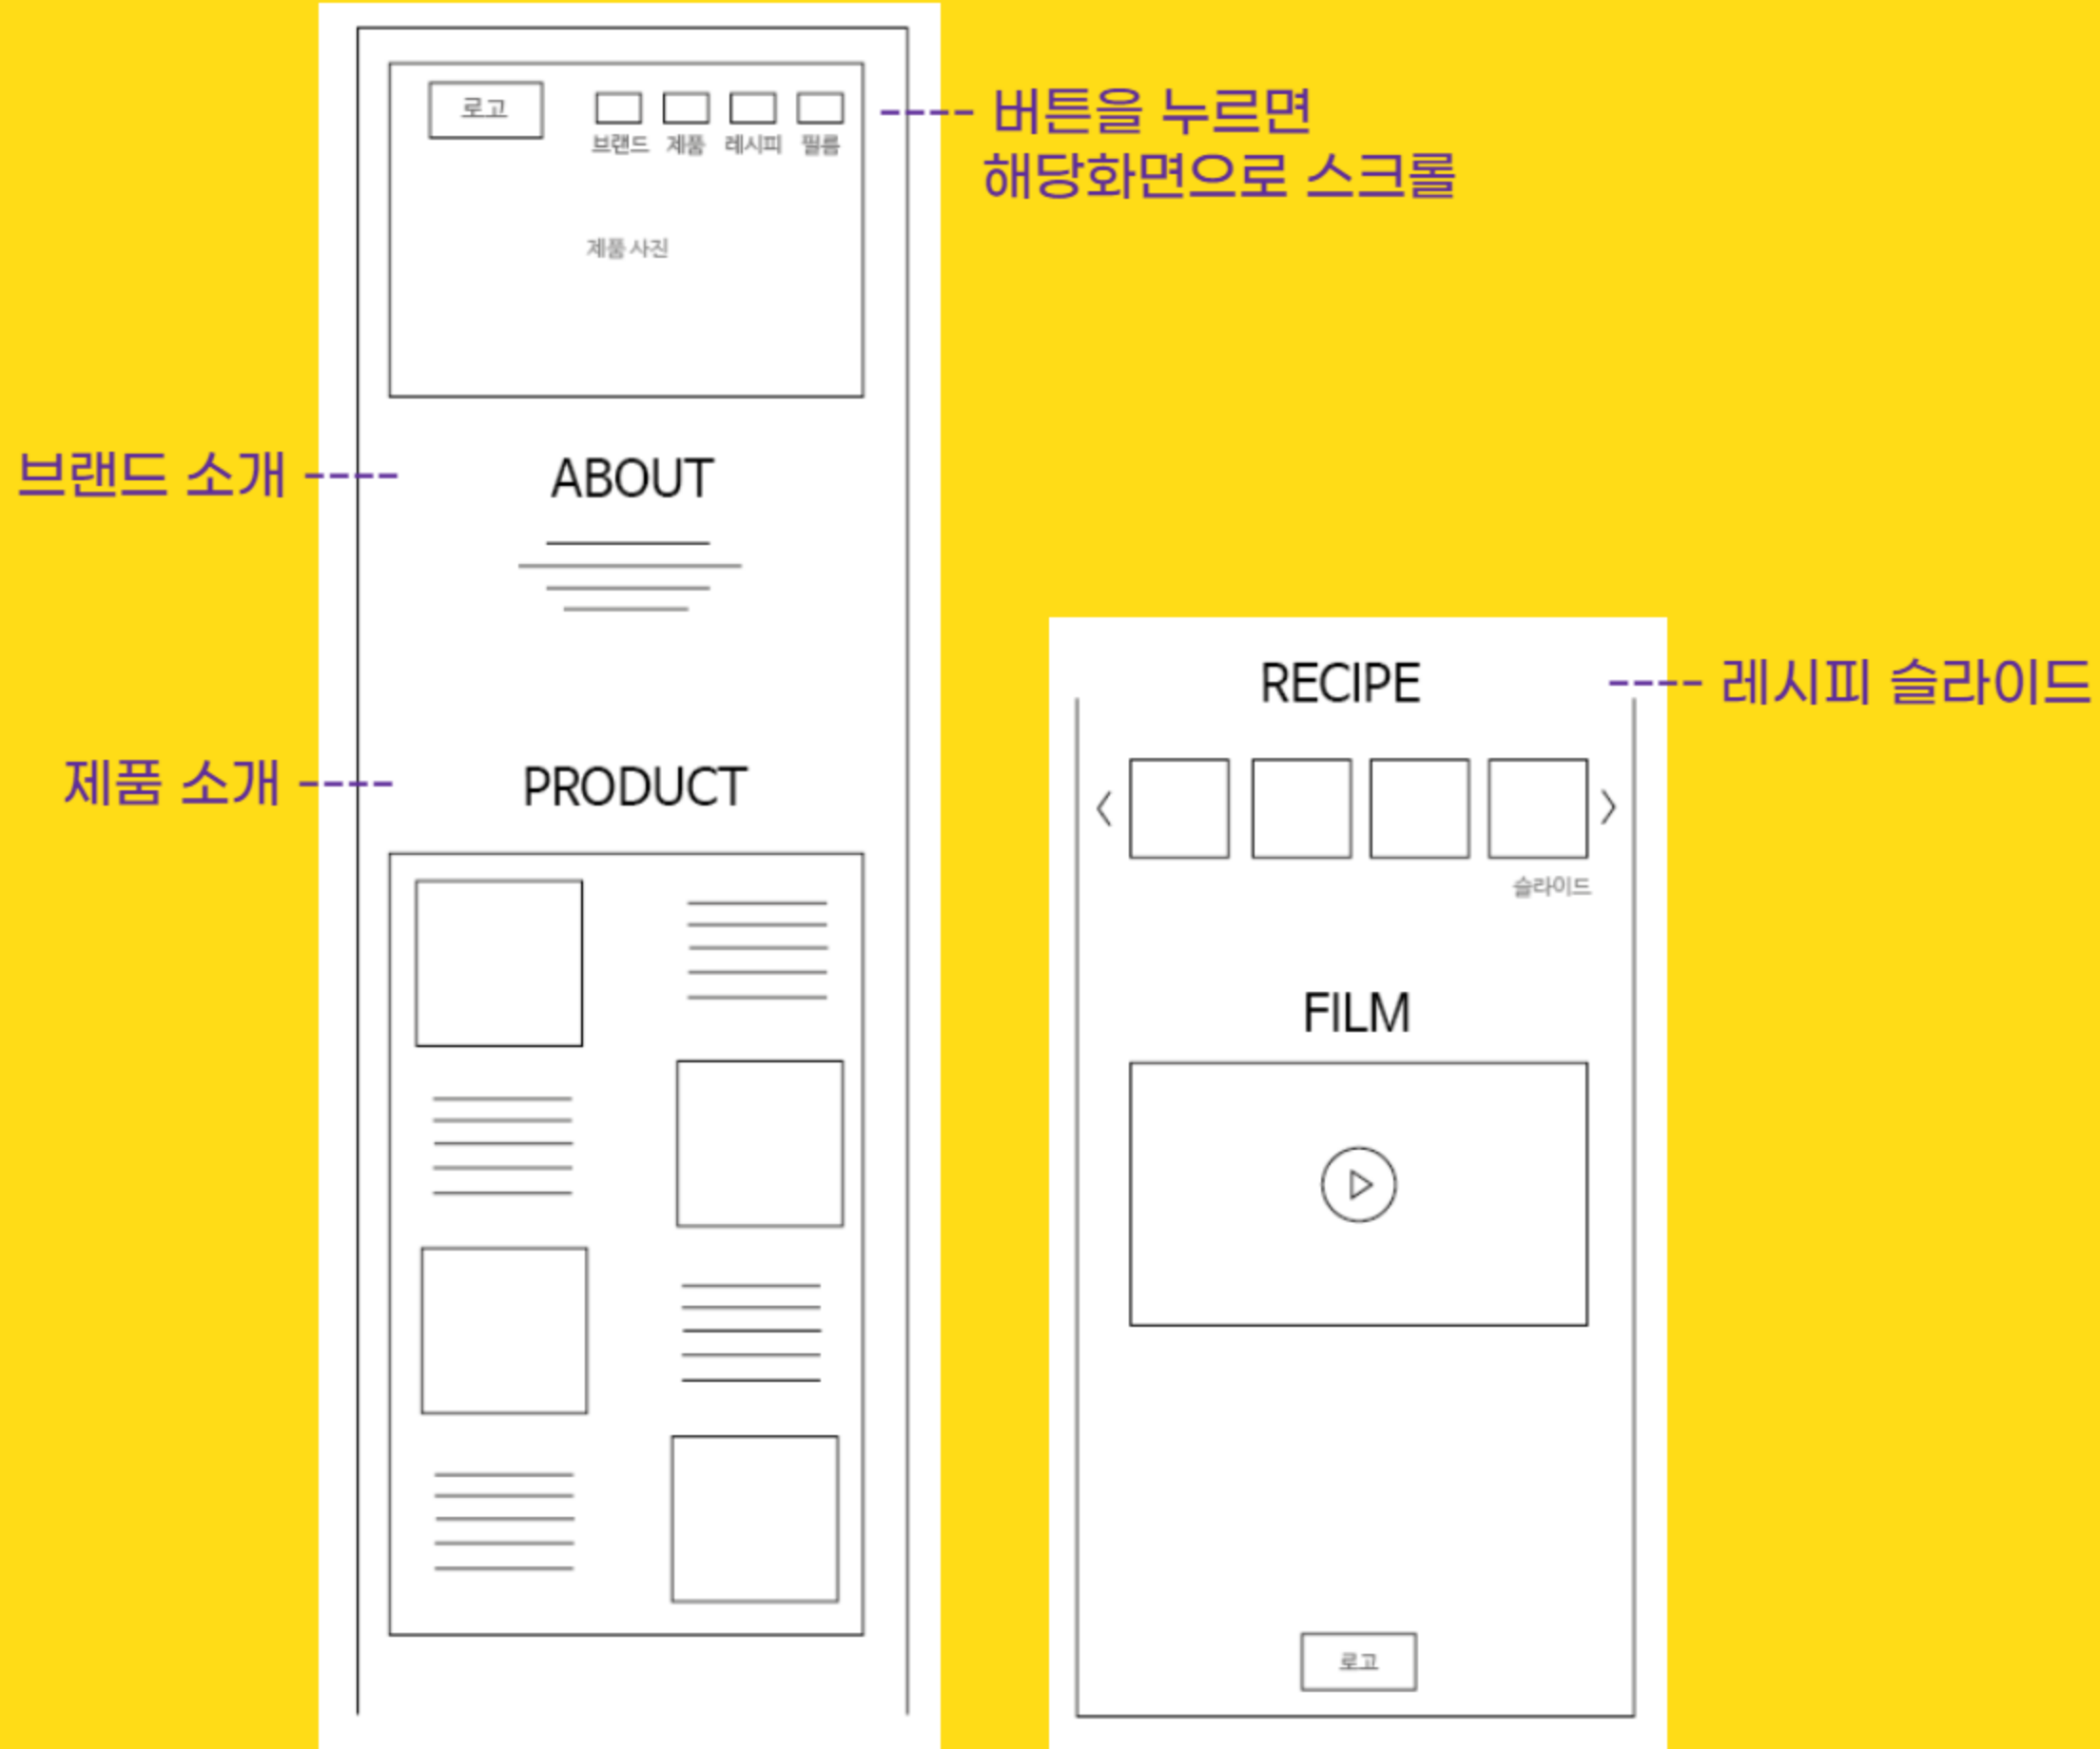 로고
브랜드 제품 레시피 필름
버튼을 누르면
해당화면으로 스크롤
제품 사진
브랜드 소개
ABOUT
제품 소개
PRODUCT
RECIPE
레시피 슬라이드
슬라이드
FILM
로고